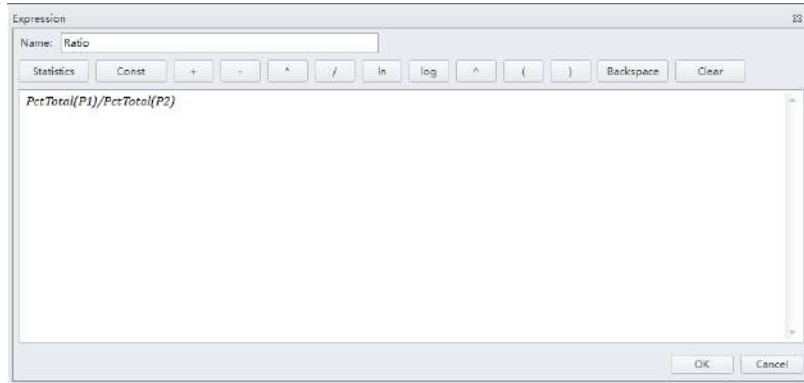 Expression
Name: Ratio
Statistics Const + - * / ln log ^ ( ) Backspace Clear
PctTotal(P1)/PctTotal(P2)
OK Cancel